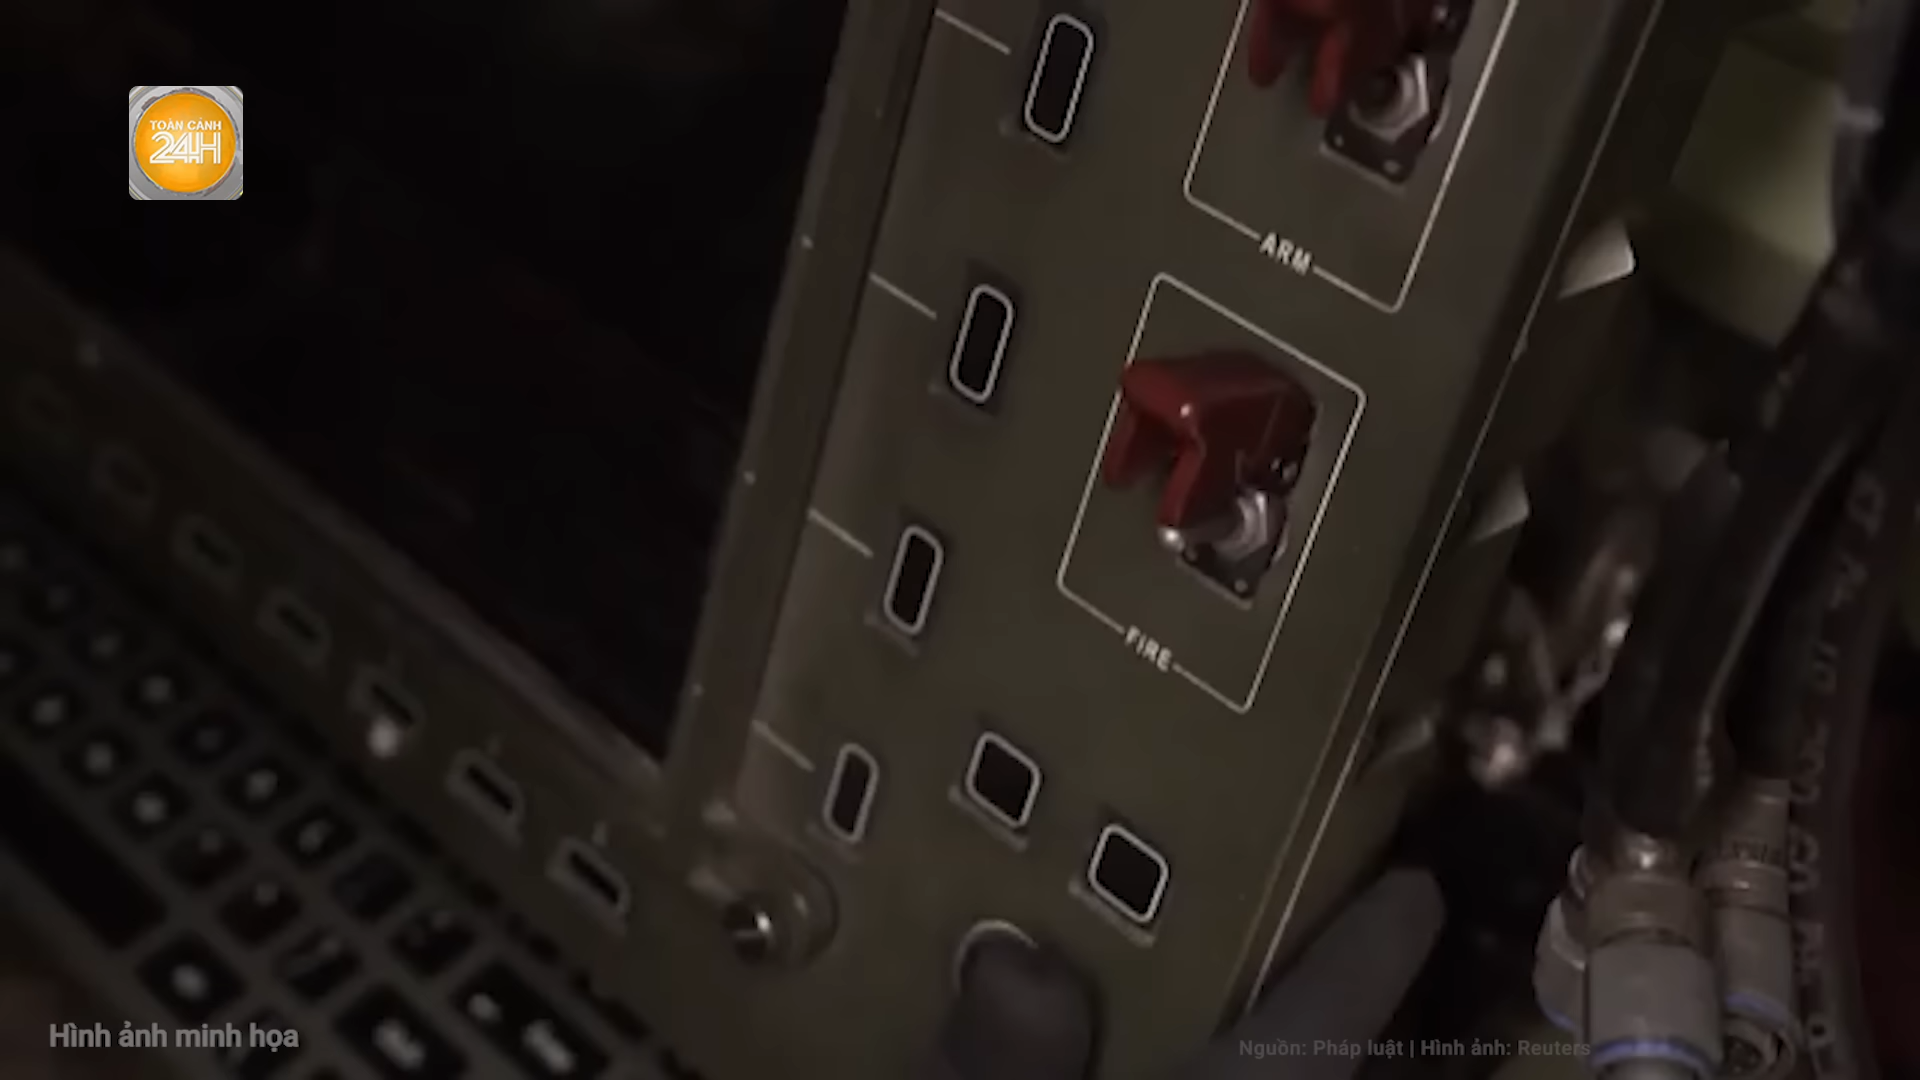 TOÀN CẢNH
24H
ARM
FIRE
Hình ảnh minh họa
Nguồn: Pháp luật | Hình ảnh: Reuters